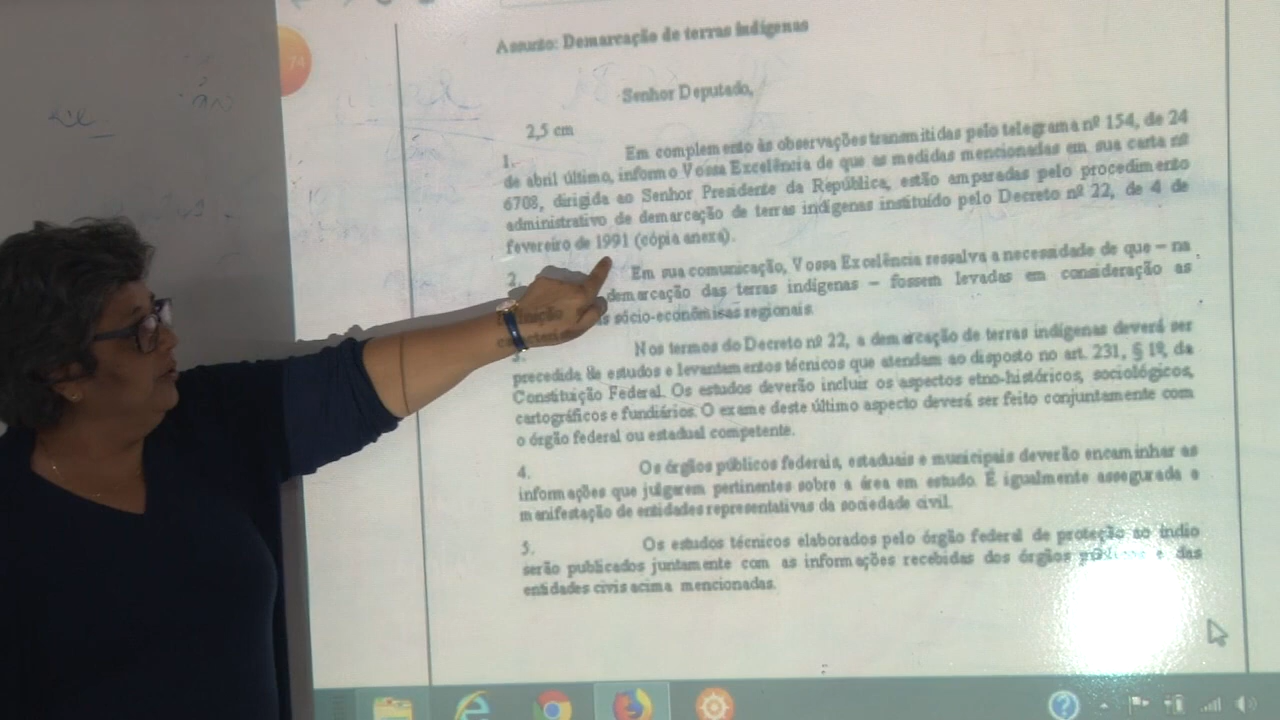 74
Assunto: Demarcação de terras indígenas
Senhor Deputado,
2,5 cm
1. Em complemento às observações transmitidas pelo telegrama nº 154, de 24
de abril último, informo Vossa Excelência de que as medidas mencionadas em sua carta nº
6708, dirigida ao Senhor Presidente da República, estão amparadas pelo procedimento
administrativo de demarcação de terras indígenas instituído pelo Decreto nº 22, de 4 de
fevereiro de 1991 (cópia anexa).
2. Em sua comunicação, Vossa Excelência ressalva a necessidade de que – na
demarcação das terras indígenas – fossem levadas em consideração as
sócio-econômicas regionais.
3. Nos termos do Decreto nº 22, a demarcação de terras indígenas deverá ser
precedida de estudos e levantamentos técnicos que atendam ao disposto no art. 231, § 1º, da
Constituição Federal. Os estudos deverão incluir os aspectos etno-históricos, sociológicos,
cartográficos e fundiários. O exame deste último aspecto deverá ser feito conjuntamente com
o órgão federal ou estadual competente.
4. Os órgãos públicos federais, estaduais e municipais deverão encaminhar as
informações que julgarem pertinentes sobre a área em estudo. É igualmente assegurada a
manifestação de entidades representativas da sociedade civil.
5. Os estudos técnicos elaborados pelo órgão federal de proteção ao índio
serão publicados juntamente com as informações recebidas dos órgãos públicos e das
entidades civis acima mencionadas.